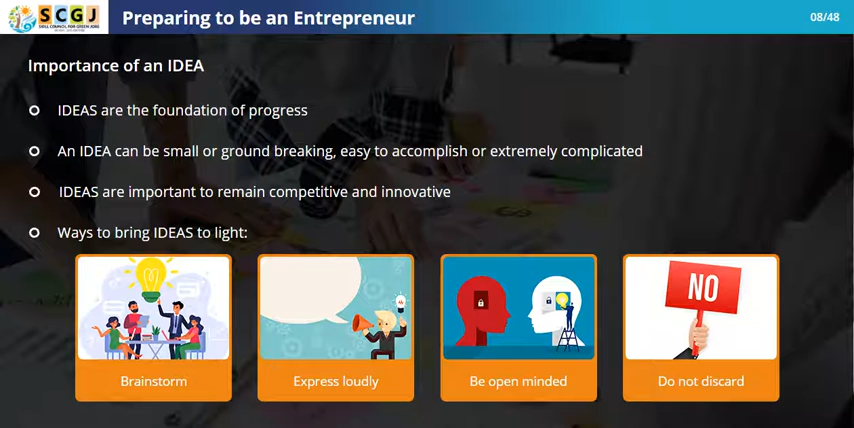 SCGJ
SKILL COUNCIL FOR GREEN JOBS
Preparing to be an Entrepreneur
08/48
Importance of an IDEA
IDEAS are the foundation of progress
An IDEA can be small or ground breaking, easy to accomplish or extremely complicated
IDEAS are important to remain competitive and innovative
Ways to bring IDEAS to light:
NO
Brainstorm
Express loudly
Be open minded
Do not discard